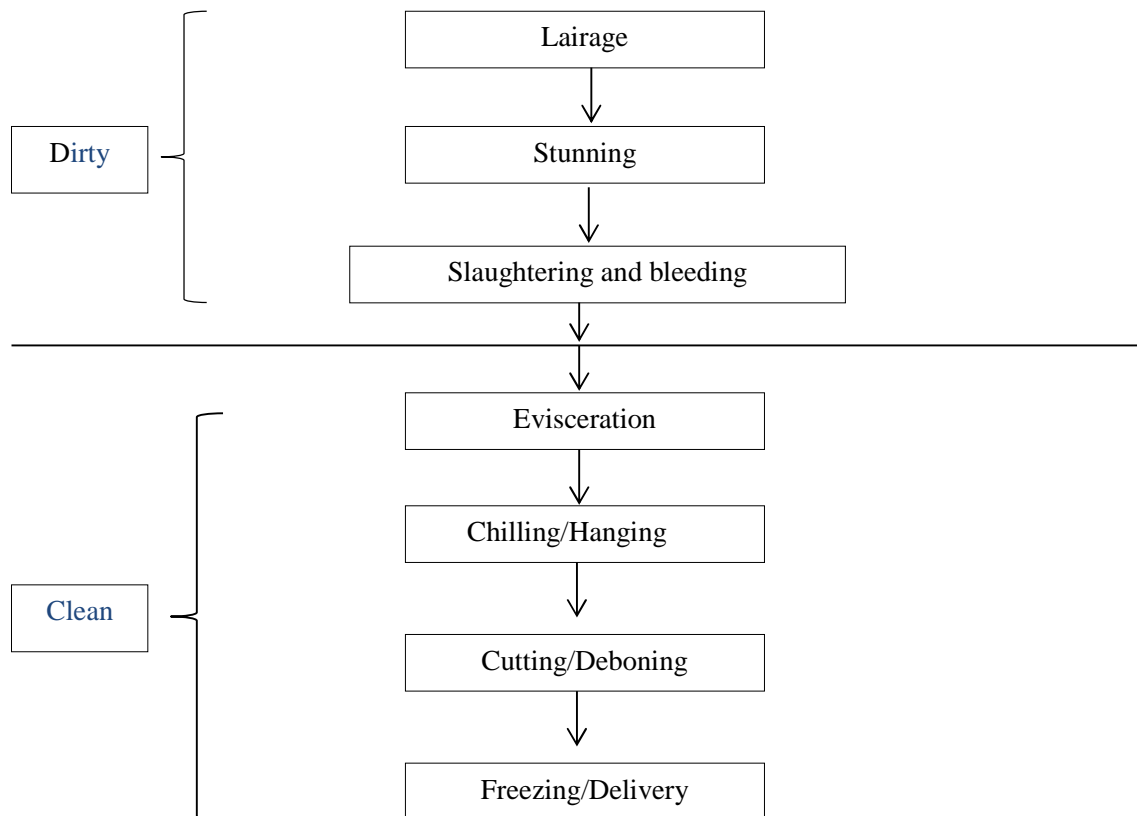 Lairage
Dirty
Stunning
Slaughtering and bleeding
Evisceration
Chilling/Hanging
Clean
Cutting/Deboning
Freezing/Delivery